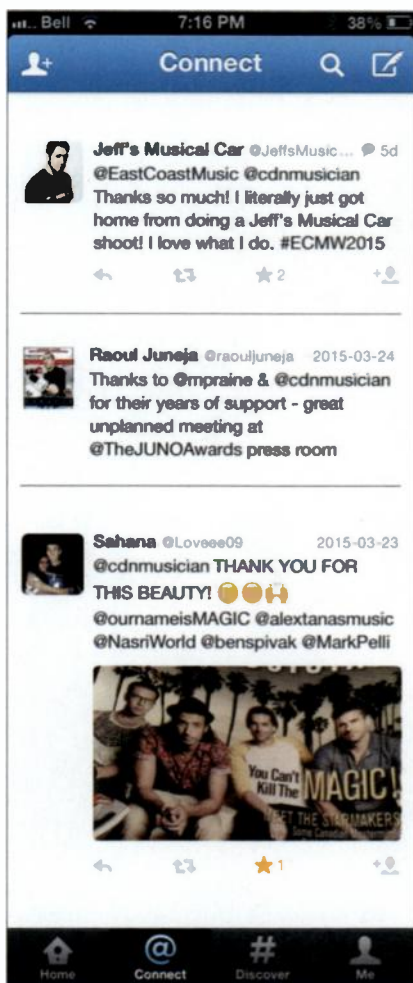 Bell 7:16 PM 38%
Connect
Jeff's Musical Car @JeffsMusic... 5d
@EastCoastMusic @cdnmusician
Thanks so much! I literally just got
home from doing a Jeff's Musical Car
shoot! I love what I do. #ECMW2015
2
Raoul Juneja @raouljuneja 2015-03-24
Thanks to @mpraine & @cdnmusician
for their years of support - great
unplanned meeting at
@TheJUNOAwards press room
Sahana @Loveee09 2015-03-23
@cdnmusician THANK YOU FOR
THIS BEAUTY!
@ournameisMAGIC @alextanasmusic
@NasriWorld @benspivak @MarkPelli
You Can't
Kill The MAGIC!
MEET THE STARMAKERS
Some Canadian
1
Home Connect Discover Me